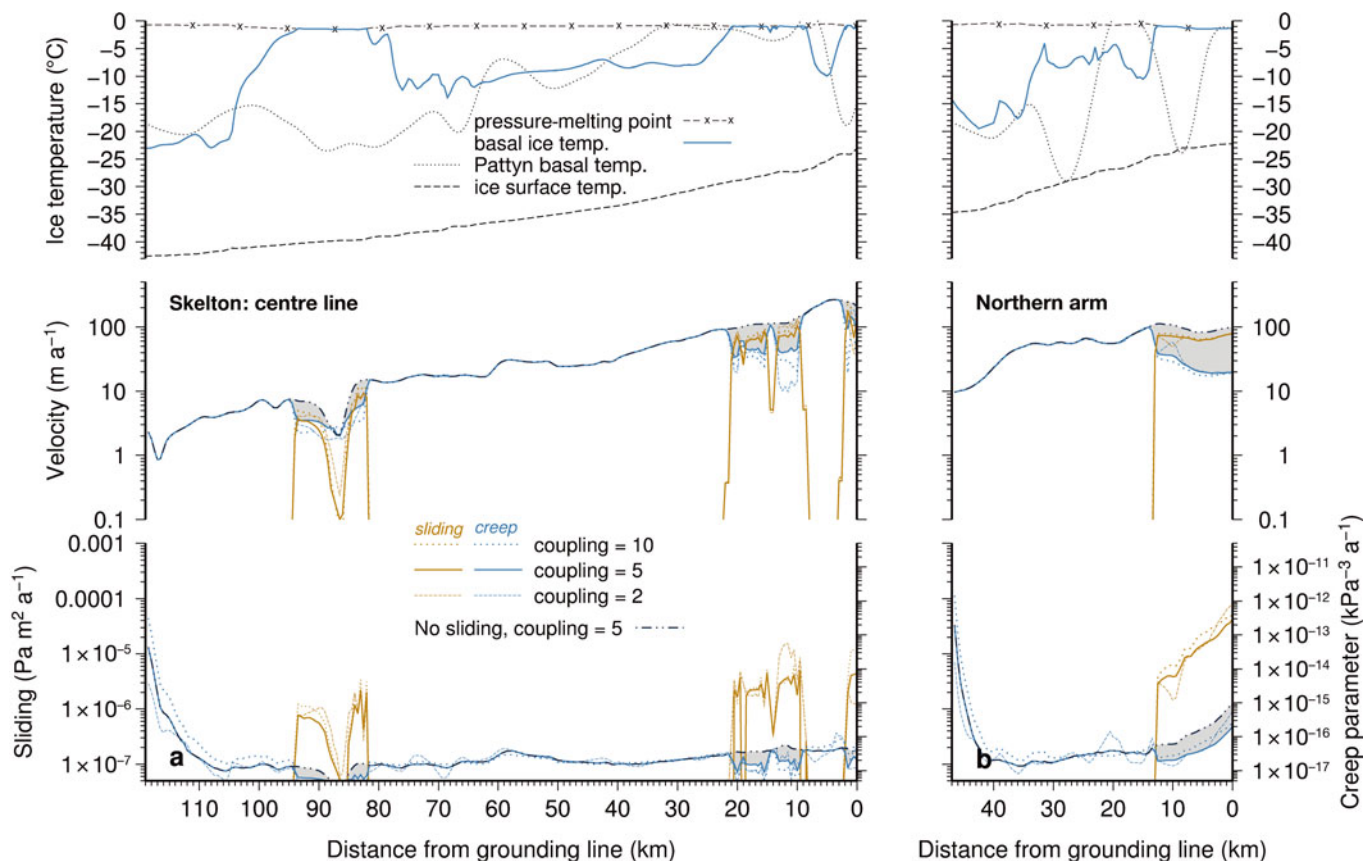 Ice temperature (°C)
0
−5
−10
−15
−20
−25
−30
−35
−40
pressure-melting point
basal ice temp.
Pattyn basal temp.
ice surface temp.
0
−5
−10
−15
−20
−25
−30
−35
−40
Velocity (m a⁻¹)
100
10
1
0.1
Skelton: centre line
Northern arm
100
10
1
0.1
Sliding (Pa m² a⁻¹)
0.001
0.0001
1 × 10⁻⁵
1 × 10⁻⁶
1 × 10⁻⁷
sliding creep
coupling = 10
coupling = 5
coupling = 2
No sliding, coupling = 5
a
b
1 × 10⁻¹¹
1 × 10⁻¹²
1 × 10⁻¹³
1 × 10⁻¹⁴
1 × 10⁻¹⁵
1 × 10⁻¹⁶
1 × 10⁻¹⁷
Creep parameter (kPa⁻³ a⁻¹)
110 100 90 80 70 60 50 40 30 20 10 0
40 30 20 10 0
Distance from grounding line (km)
Distance from grounding line (km)